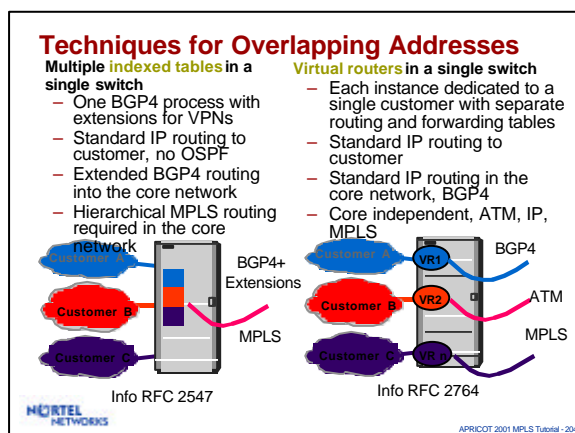 Techniques for Overlapping Addresses
Multiple indexed tables in a
single switch
– One BGP4 process with
extensions for VPNs
– Standard IP routing to
customer, no OSPF
– Extended BGP4 routing
into the core network
– Hierarchical MPLS routing
required in the core
network
Customer A
Customer B
Customer C
BGP4+
Extensions
MPLS
Info RFC 2547
Virtual routers in a single switch
– Each instance dedicated to a
single customer with separate
routing and forwarding tables
– Standard IP routing to
customer
– Standard IP routing in the
core network, BGP4
– Core independent, ATM, IP,
MPLS
Customer A
VR1
BGP4
Customer B
VR2
ATM
Customer C
VR n
MPLS
Info RFC 2764
NORTEL
NETWORKS
APRICOT 2001 MPLS Tutorial - 204